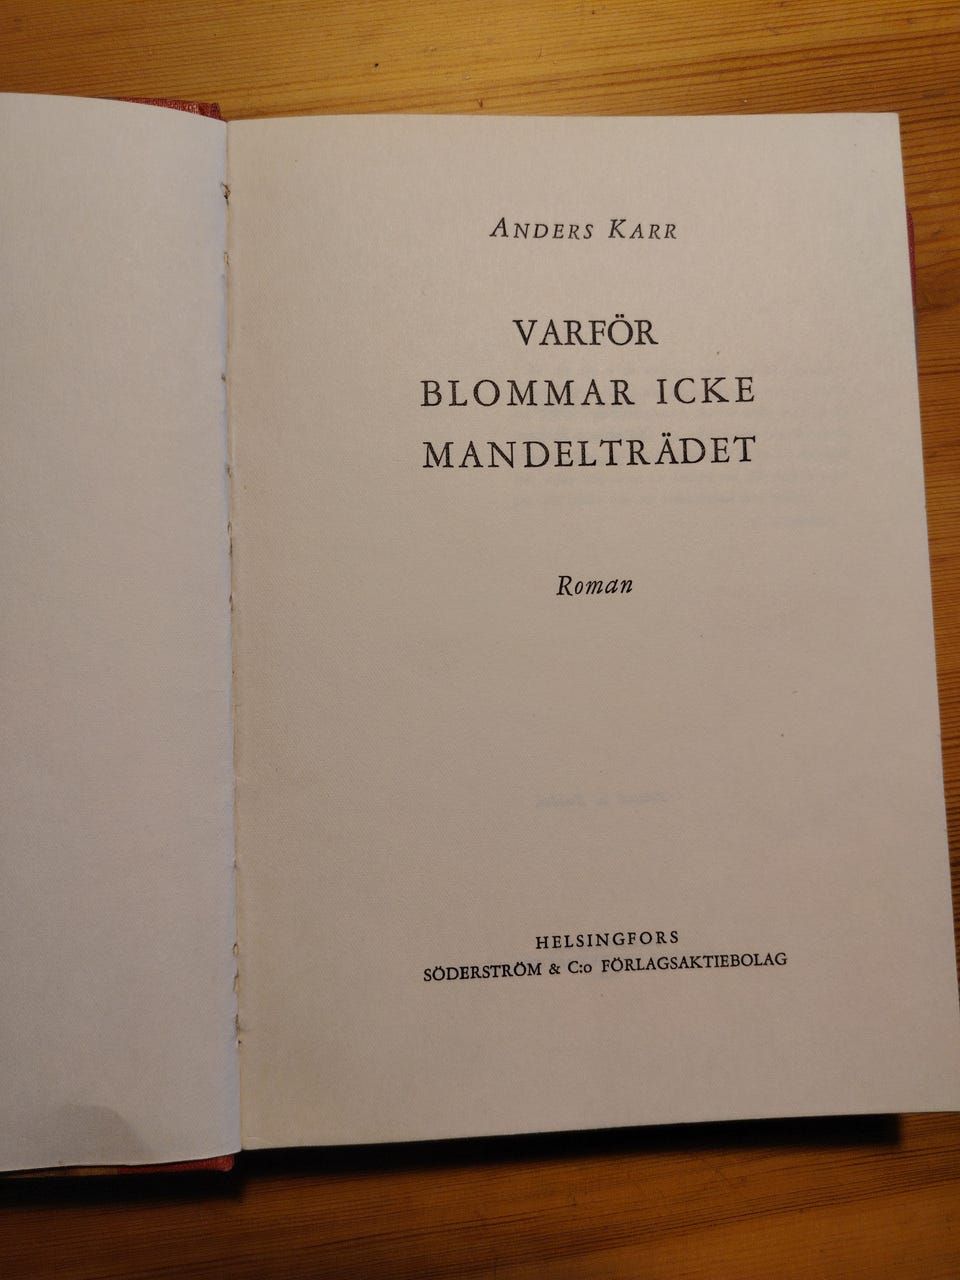 ANDERS KARR
VARFÖR
BLOMMAR ICKE
MANDELTRÄDET
Roman
HELSINGFORS
SÖDERSTRÖM & C:o FÖRLAGSAKTIEBOLAG